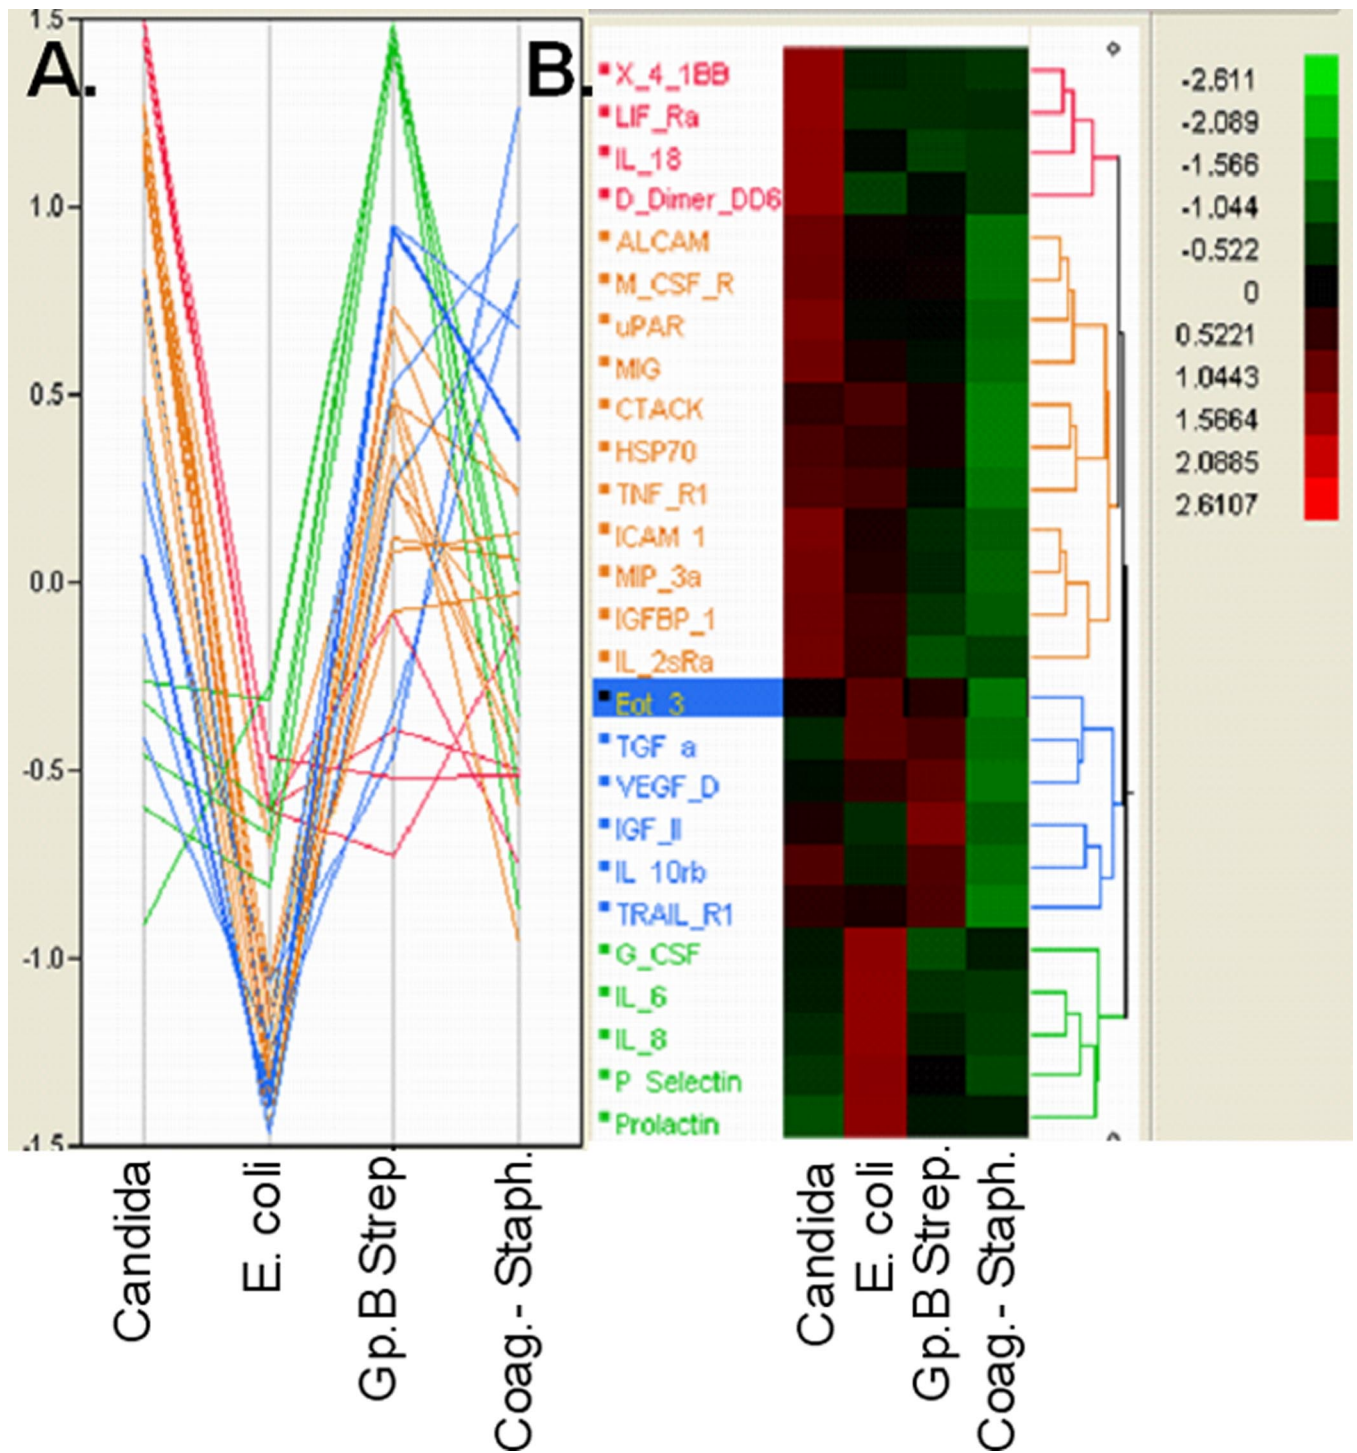 A.
1.5
1.0
0.5
0.0
-0.5
-1.0
-1.5
Candida
E. coli
Gp.B Strep.
Coag.- Staph.
B.
X_4_1BB
LIF_Ra
IL_18
D_Dimer_DD6
ALCAM
M_CSF_R
uPAR
MIG
CTACK
HSP70
TNF_R1
ICAM_1
MIP_3a
IGFBP_1
IL_2sRa
Eot_3
TGF_a
VEGF_D
IGF_II
IL_10rb
TRAIL_R1
G_CSF
IL_6
IL_8
P_Selectin
Prolactin
Candida
E. coli
Gp.B Strep.
Coag.- Staph.
-2.611
-2.089
-1.566
-1.044
-0.522
0
0.5221
1.0443
1.5664
2.0885
2.6107